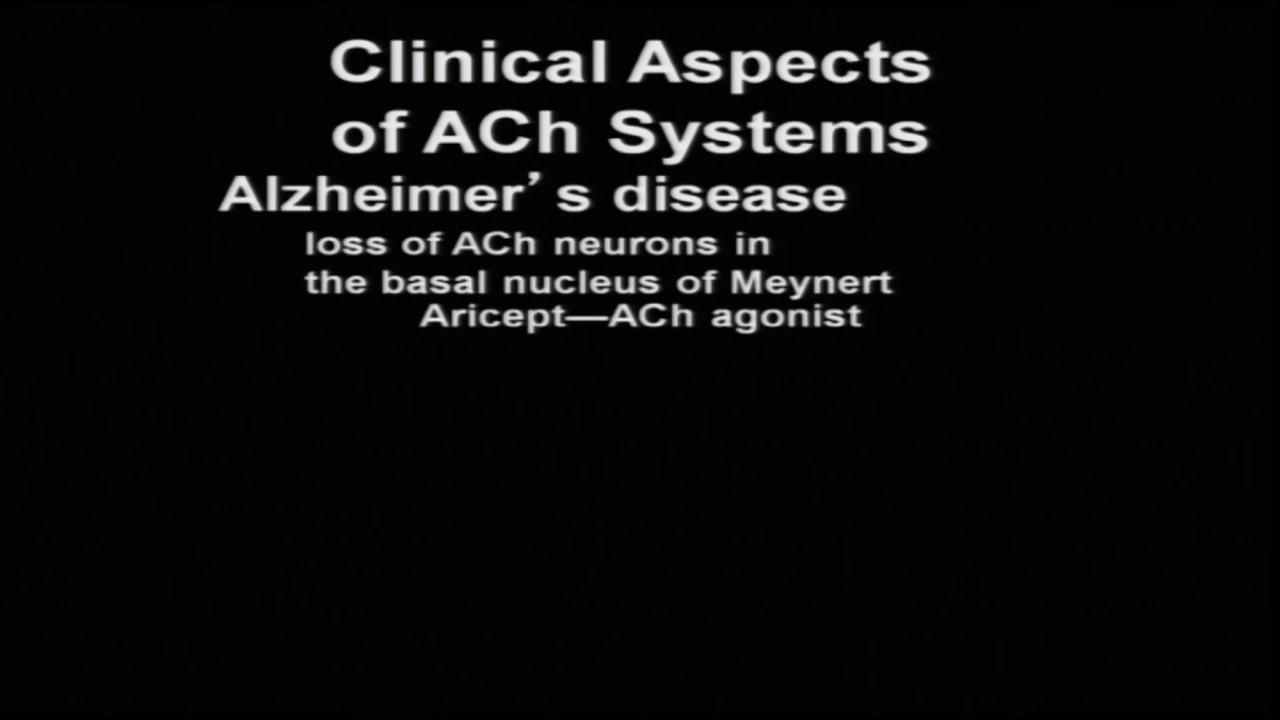 Clinical Aspects
of ACh Systems
Alzheimer’s disease
loss of ACh neurons in
the basal nucleus of Meynert
Aricept—ACh agonist